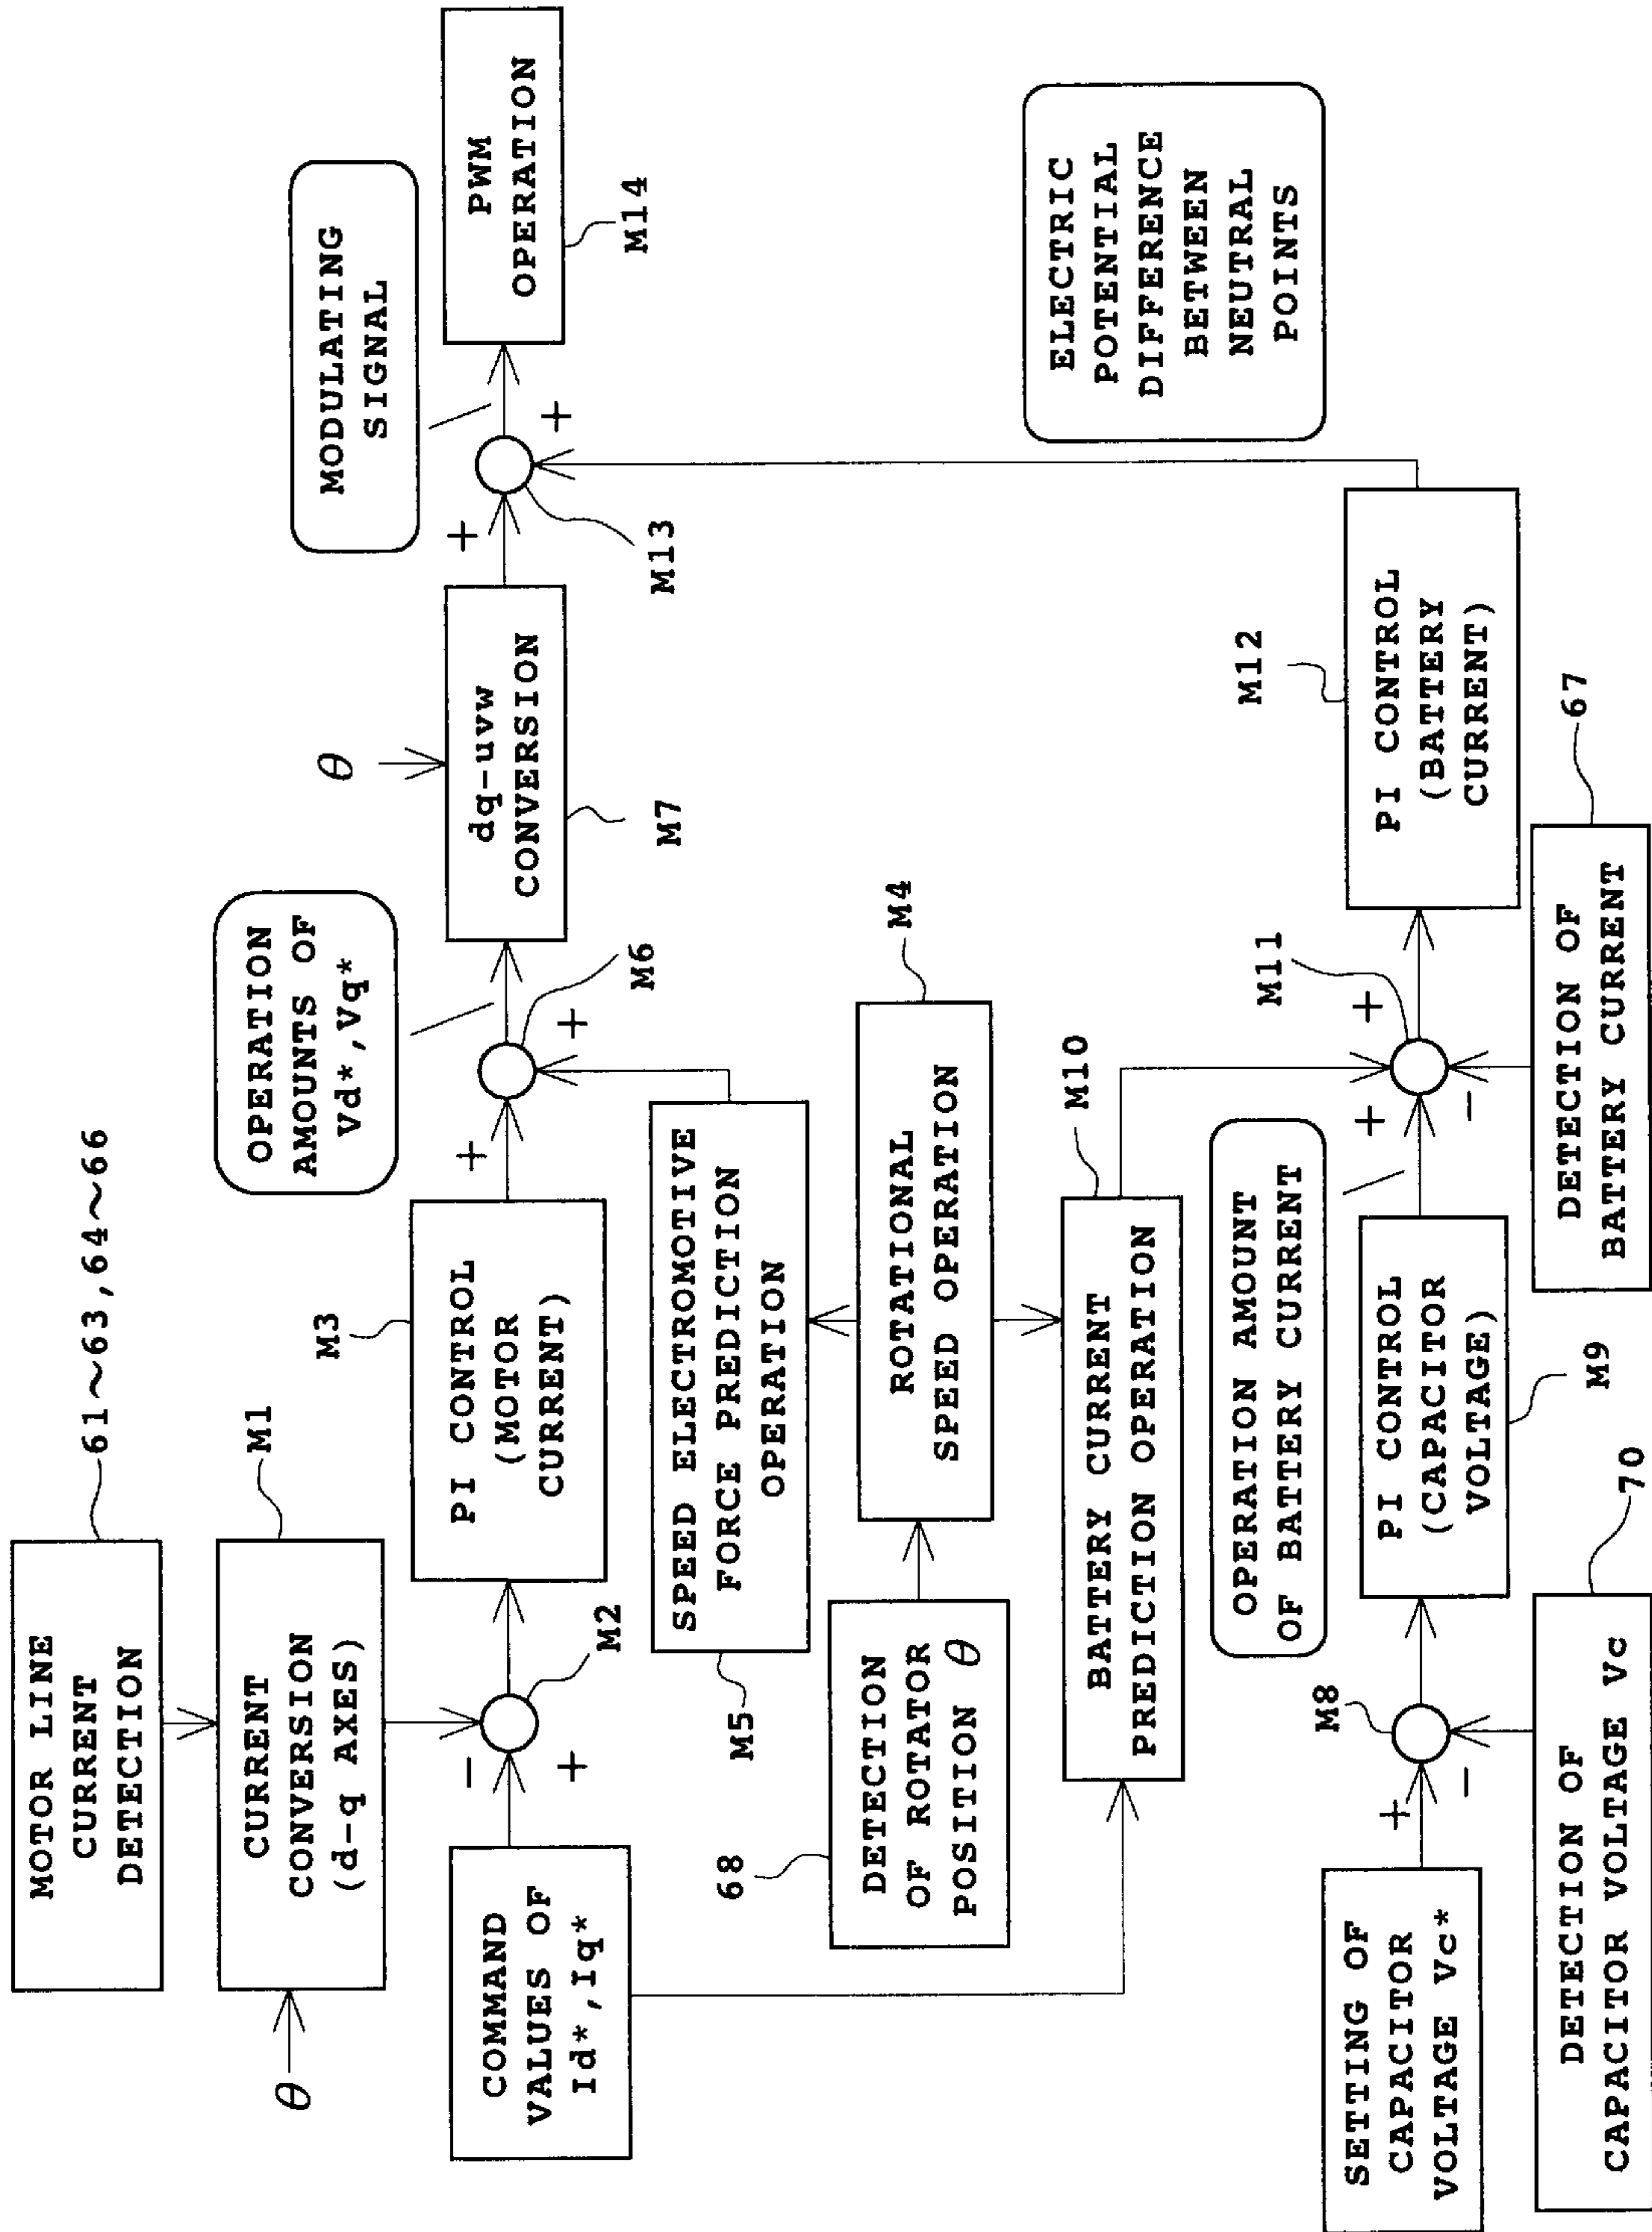 MOTOR LINE
CURRENT
DETECTION
61~63,64~66
θ
CURRENT
CONVERSION
(d-q AXES)
M1
COMMAND
VALUES OF
Id*,Iq*
-
+
M2
PI CONTROL
(MOTOR
CURRENT)
M3
+
+
M6
OPERATION
AMOUNTS OF
Vd*,Vq*
θ
dq-uvw
CONVERSION
M7
+
+
M13
MODULATING
SIGNAL
PWM
OPERATION
M14
SPEED ELECTROMOTIVE
FORCE PREDICTION
OPERATION
M5
68
DETECTION
OF ROTATOR
POSITION θ
ROTATIONAL
SPEED OPERATION
M4
BATTERY CURRENT
PREDICTION OPERATION
M10
OPERATION AMOUNT
OF BATTERY CURRENT
SETTING OF
CAPACITOR
VOLTAGE Vc*
+
-
M8
DETECTION OF
CAPACITOR VOLTAGE Vc
70
PI CONTROL
(CAPACITOR
VOLTAGE)
M9
+
+
-
M11
DETECTION OF
BATTERY CURRENT
67
PI CONTROL
(BATTERY
CURRENT)
M12
ELECTRIC
POTENTIAL
DIFFERENCE
BETWEEN
NEUTRAL
POINTS